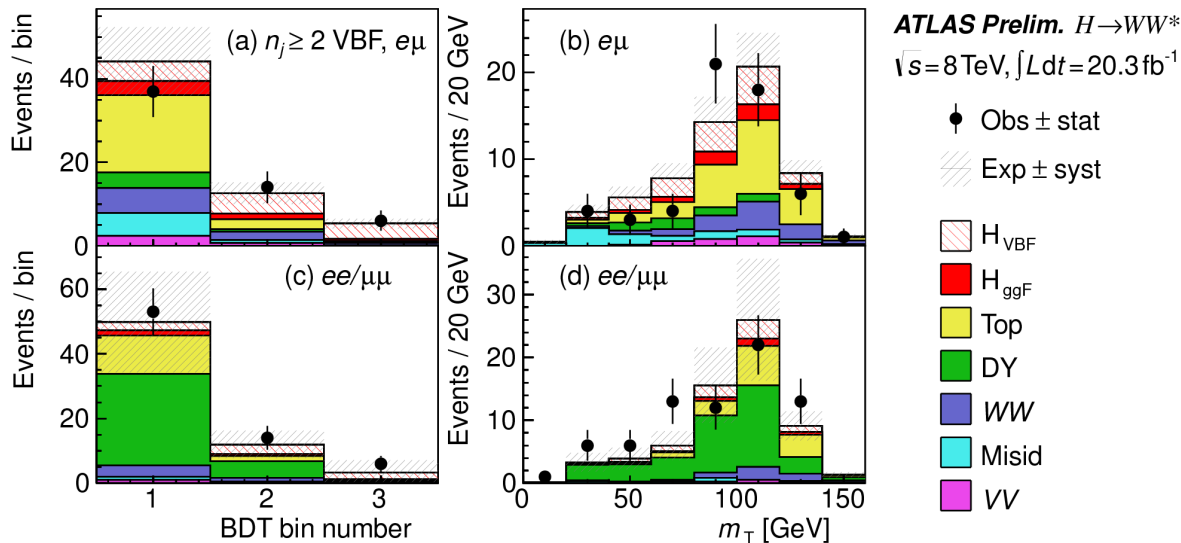 (a) n_j ≥ 2 VBF, eμ
Events / bin
40
20
0
(b) eμ
Events / 20 GeV
20
10
0
(c) ee/μμ
Events / bin
60
40
20
0
1
2
3
BDT bin number
(d) ee/μμ
Events / 20 GeV
30
20
10
0
0
50
100
150
m_T [GeV]
ATLAS Prelim. H→WW*
√s = 8 TeV, ∫Ldt = 20.3 fb⁻¹
Obs ± stat
Exp ± syst
H_VBF
H_ggF
Top
DY
WW
Misid
VV